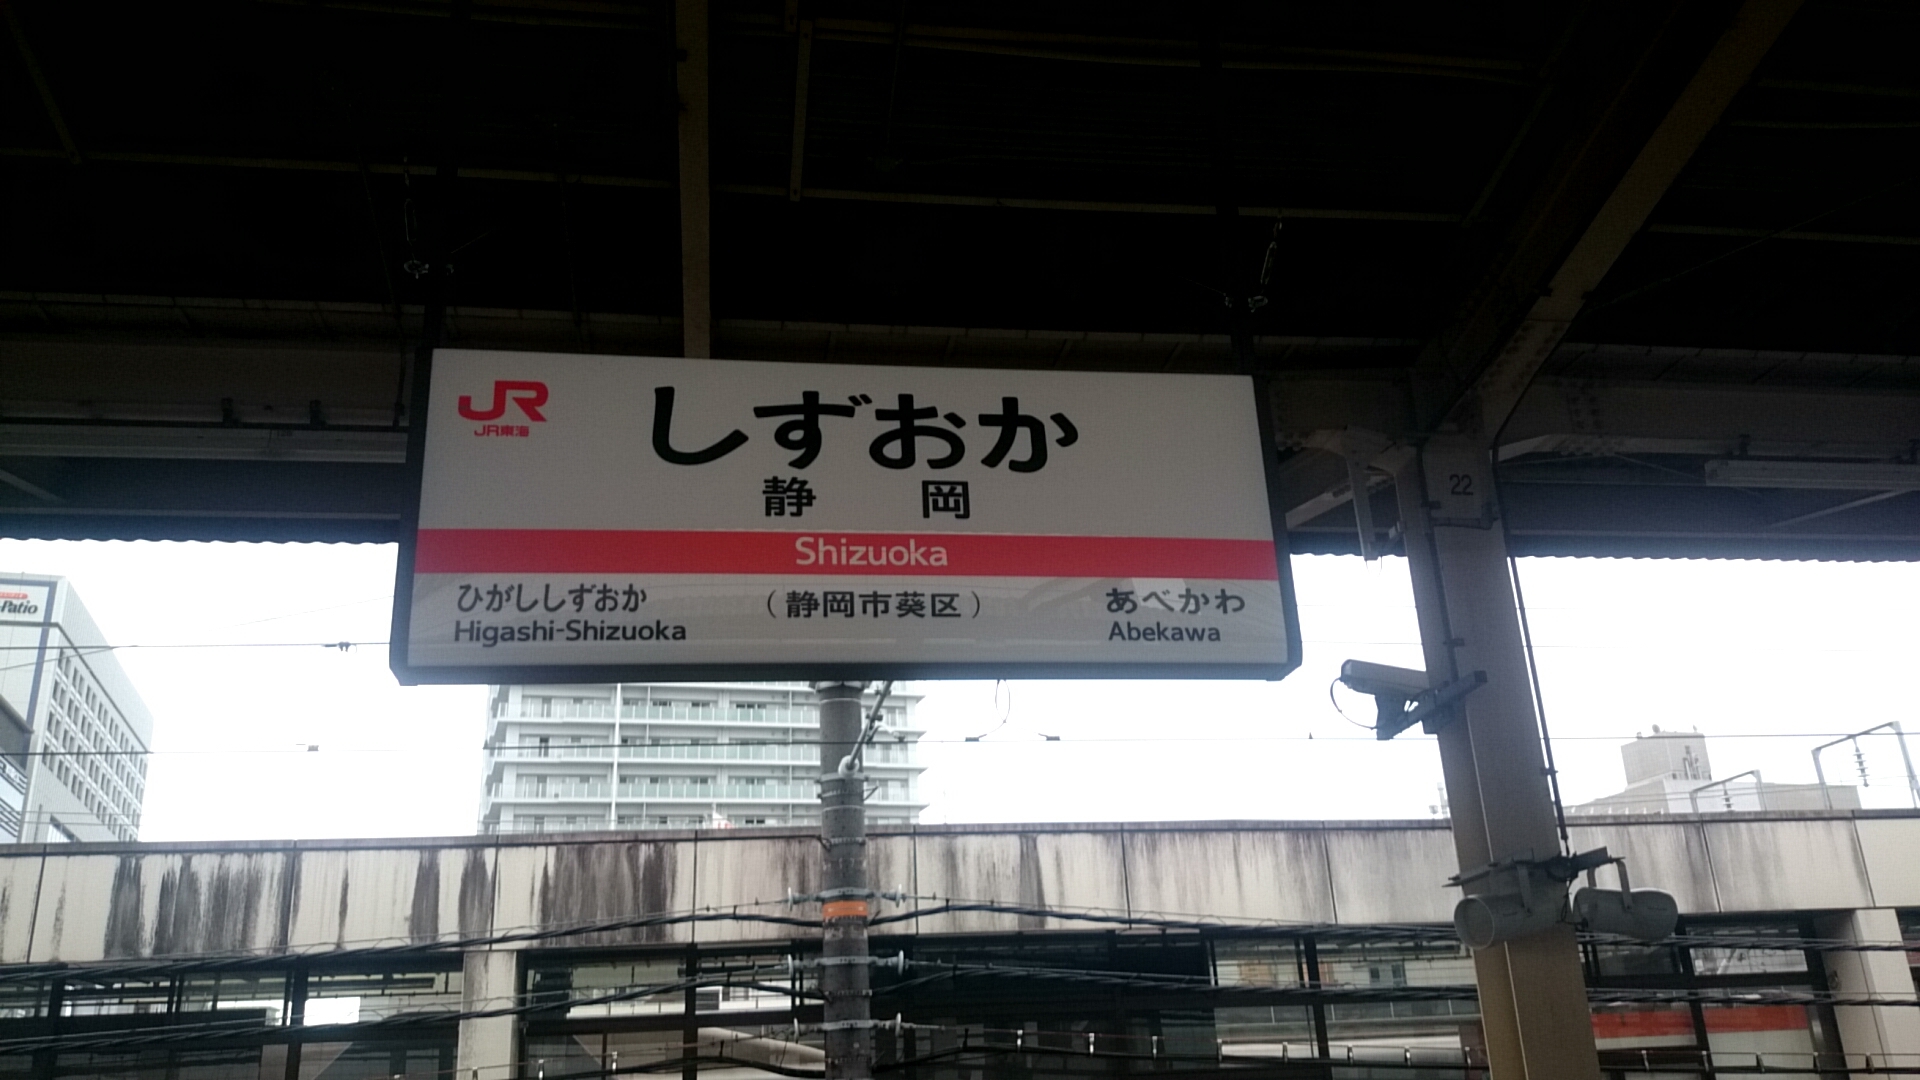 JR
JR東海
しずおか
静岡
Shizuoka
ひがししずおか
Higashi-Shizuoka
(静岡市葵区)
あべかわ
Abekawa
22
Patio